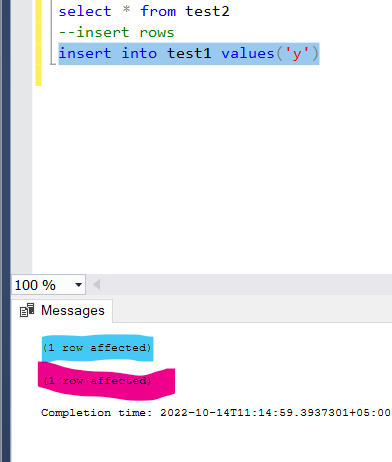 select * from test2
--insert rows
insert into test1 values('y')
100 %
Messages
(1 row affected)
(1 row affected)
Completion time: 2022-10-14T11:14:59.3937301+05:00